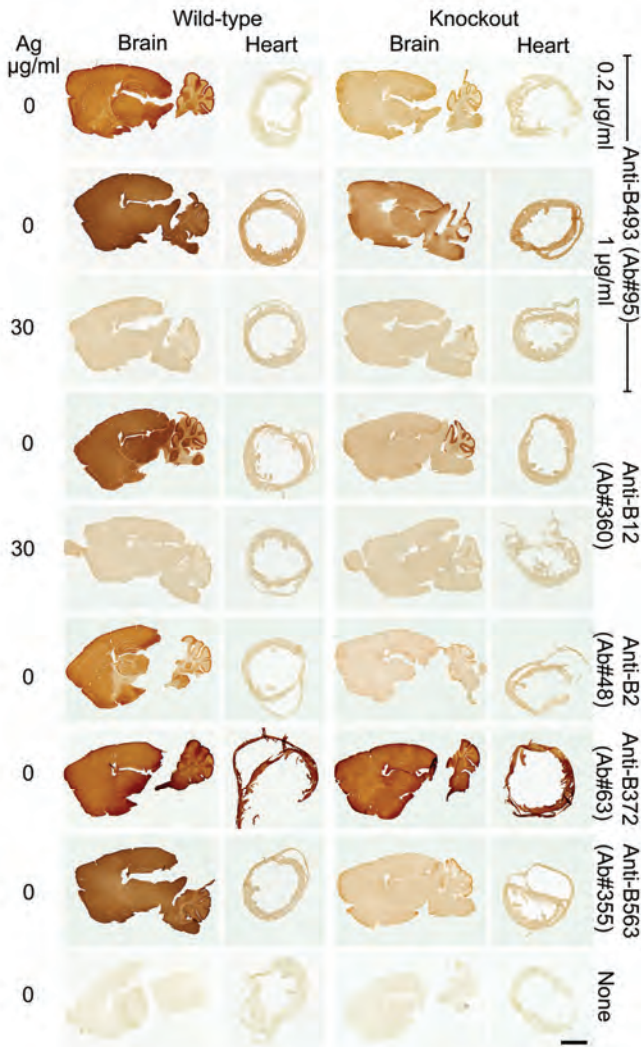 Wild-type Knockout
Ag
µg/ml
Brain Heart Brain Heart
0
0
30
0
30
0
0
0
0
0.2 µg/ml
1 µg/ml
Anti-B493 (Ab#95)
Anti-B12
(Ab#360)
Anti-B2
(Ab#48)
Anti-B372
(Ab#63)
Anti-B563
(Ab#355)
None